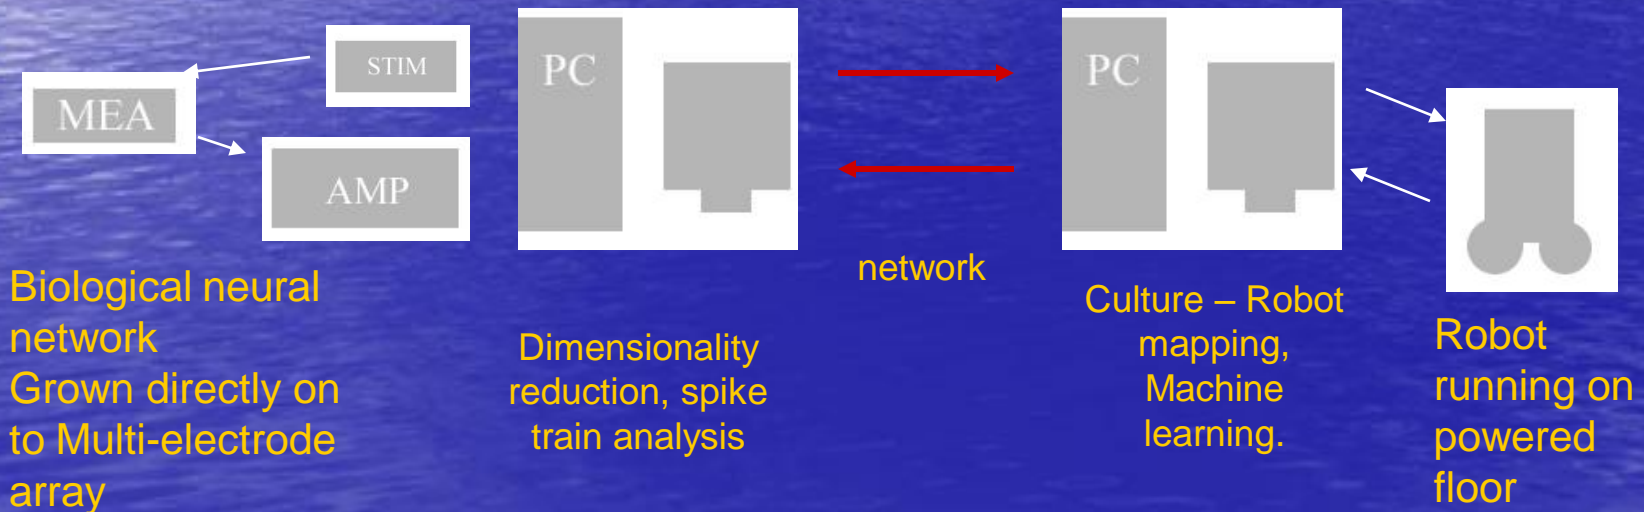 MEA
STIM
AMP
PC
PC
Biological neural
network
Grown directly on
to Multi-electrode
array
Dimensionality
reduction, spike
train analysis
network
Culture – Robot
mapping,
Machine
learning.
Robot
running on
powered
floor